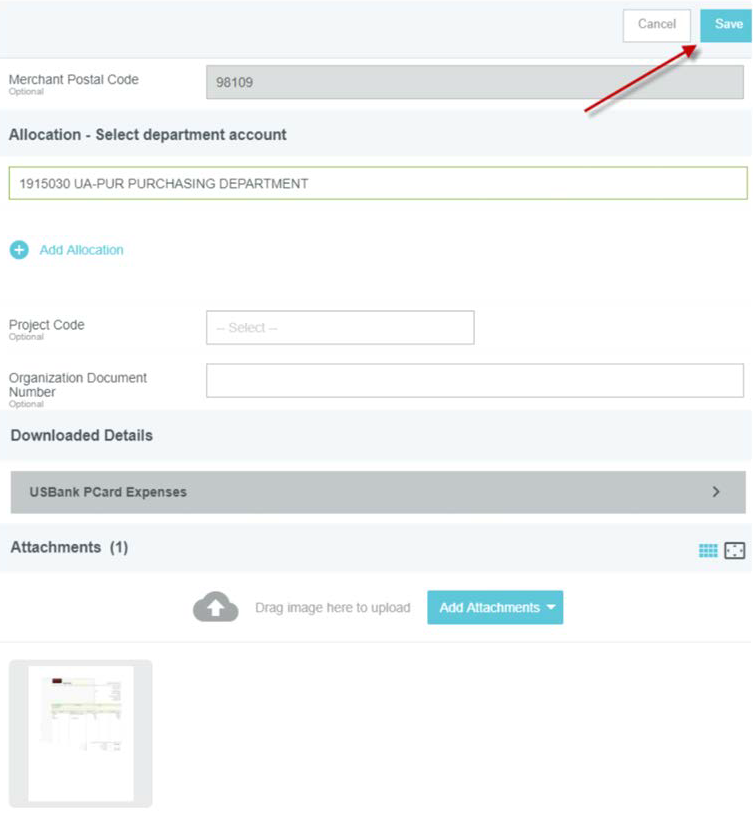 Cancel
Save
Merchant Postal Code
Optional
98109
Allocation - Select department account
1915030 UA-PUR PURCHASING DEPARTMENT
Add Allocation
Project Code
Optional
-- Select --
Organization Document
Number
Optional
Downloaded Details
USBank PCard Expenses
Attachments (1)
Drag image here to upload
Add Attachments